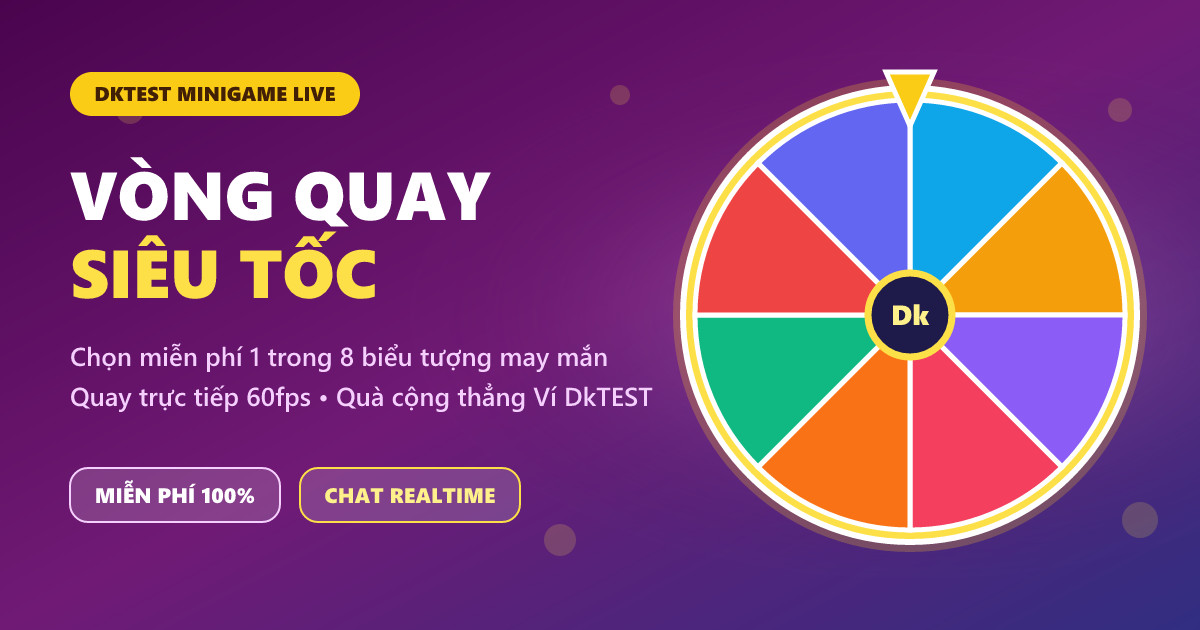 DKTEST MINIGAME LIVE
VÒNG QUAY
SIÊU TỐC
Chọn miễn phí 1 trong 8 biểu tượng may mắn
Quay trực tiếp 60fps • Quà cộng thẳng Ví DkTEST
MIỄN PHÍ 100%
CHAT REALTIME
Dk